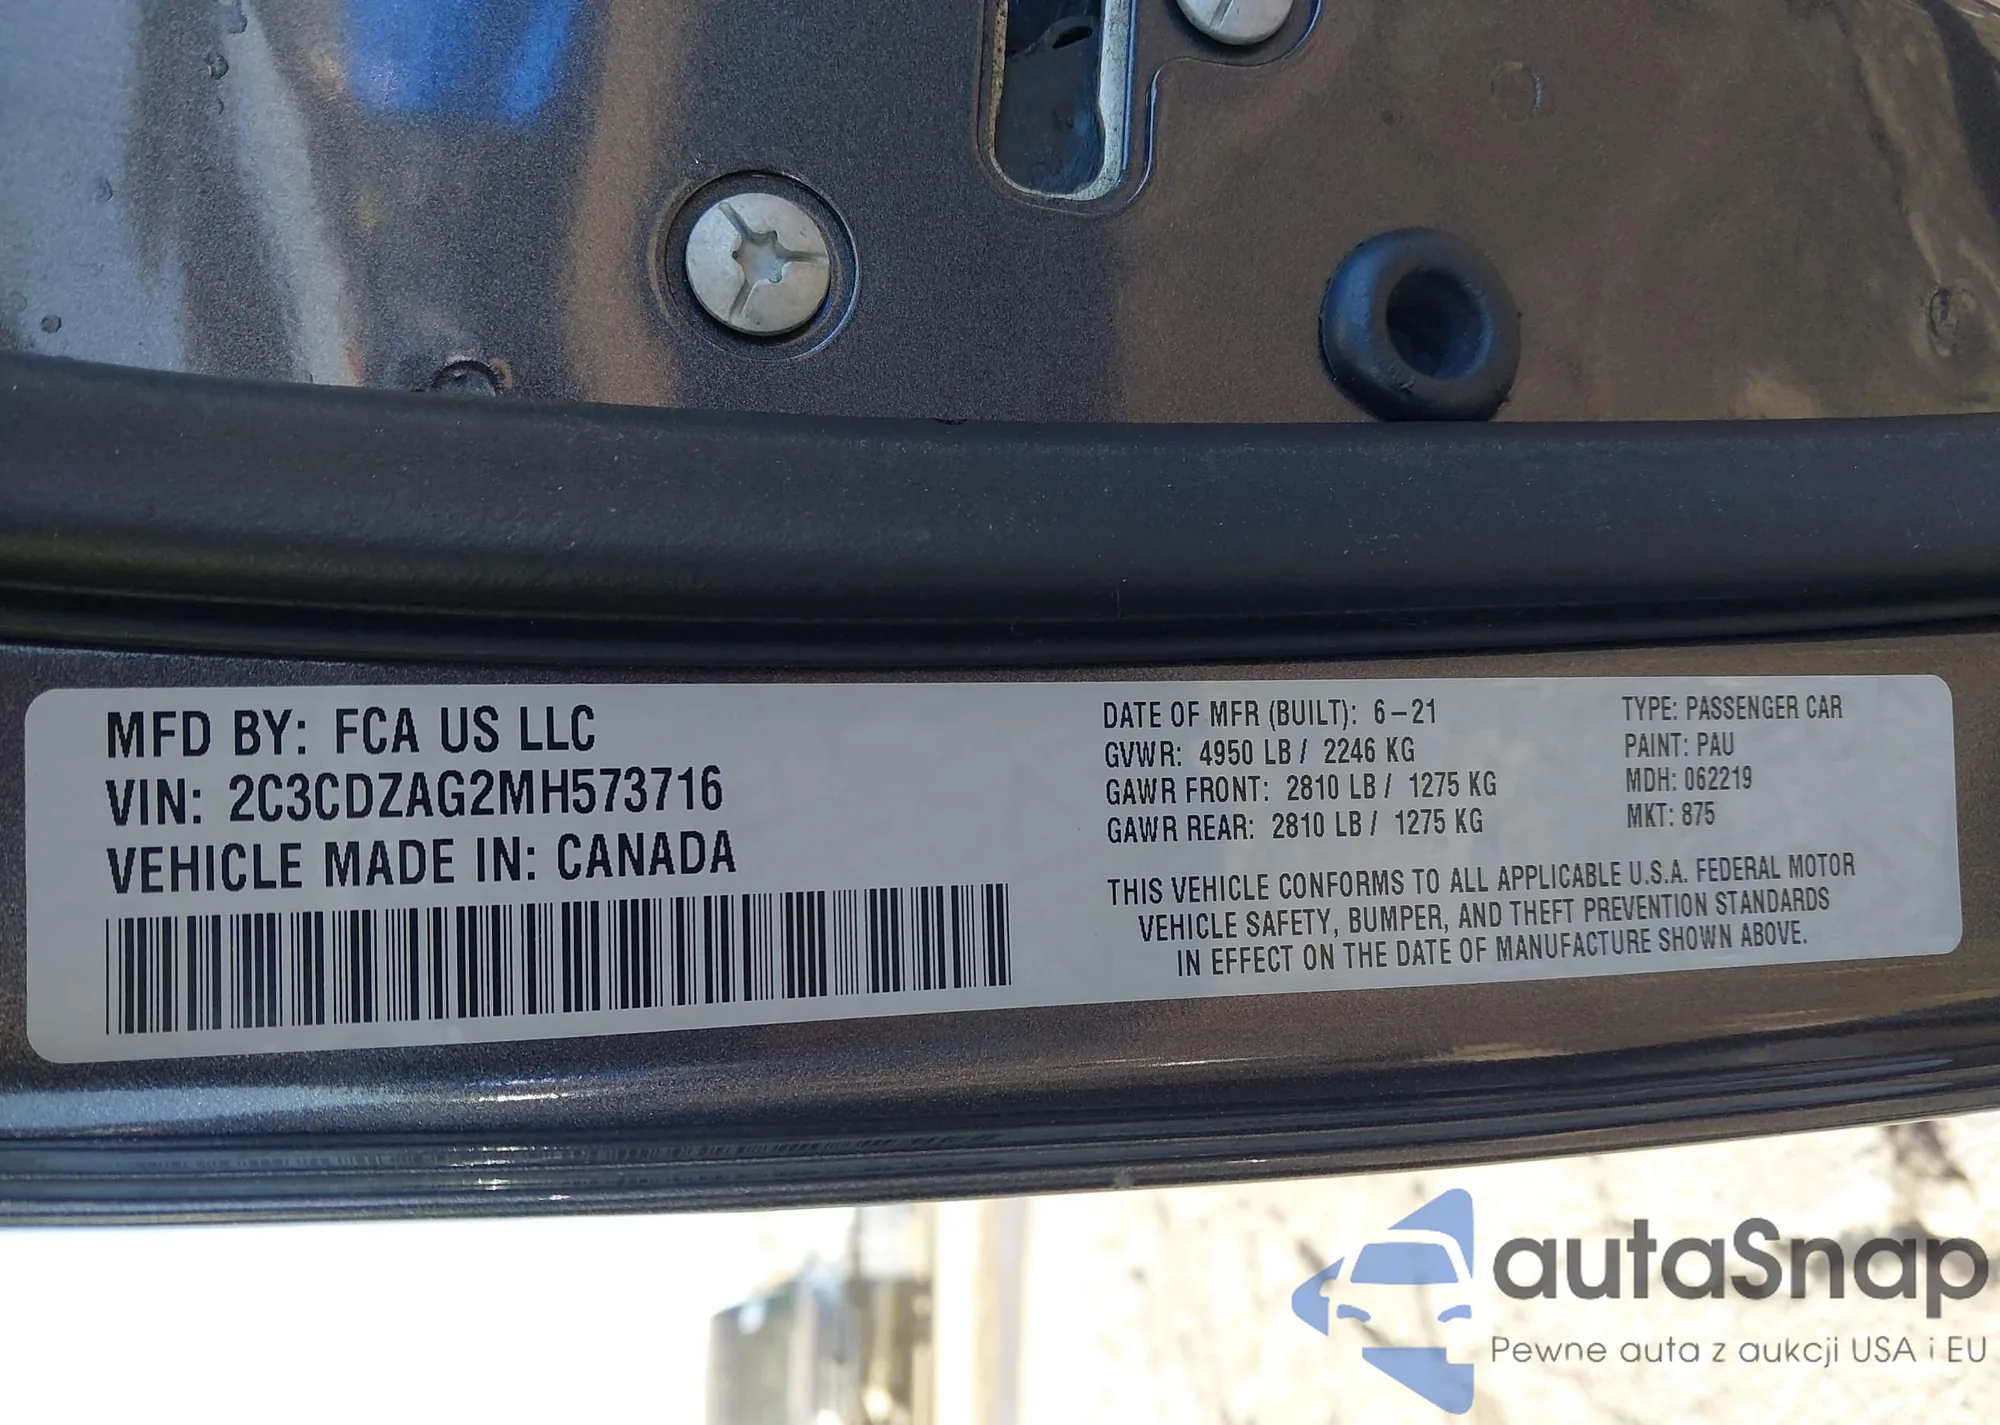 MFD BY: FCA US LLC
VIN: 2C3CDZAG2MH573716
VEHICLE MADE IN: CANADA
DATE OF MFR (BUILT): 6-21
GVWR: 4950 LB / 2246 KG
GAWR FRONT: 2810 LB / 1275 KG
GAWR REAR: 2810 LB / 1275 KG
TYPE: PASSENGER CAR
PAINT: PAU
MDH: 062219
MKT: 875
THIS VEHICLE CONFORMS TO ALL APPLICABLE U.S.A. FEDERAL MOTOR
VEHICLE SAFETY, BUMPER, AND THEFT PREVENTION STANDARDS
IN EFFECT ON THE DATE OF MANUFACTURE SHOWN ABOVE.
autaSnap
Pewne auta z aukcji USA i EU